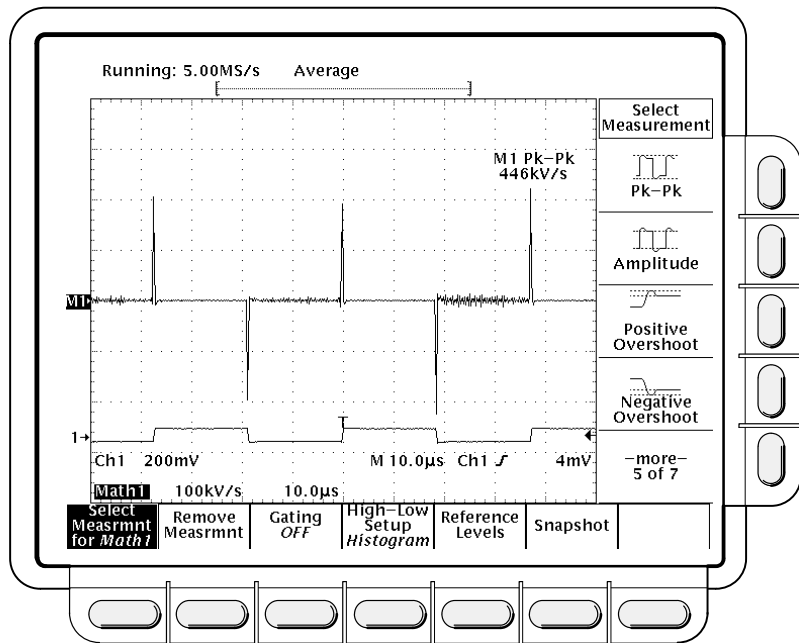 Running: 5.00MS/s Average
Select
Measurement
M1 Pk–Pk
446kV/s
Pk–Pk
Amplitude
M1
Positive
Overshoot
Negative
Overshoot
T
1
Ch1 200mV M 10.0µs Ch1 4mV
–more–
5 of 7
Math1 100kV/s 10.0µs
Select
Measrmnt
for Math1
Remove
Measrmnt
Gating
OFF
High–Low
Setup
Histogram
Reference
Levels
Snapshot